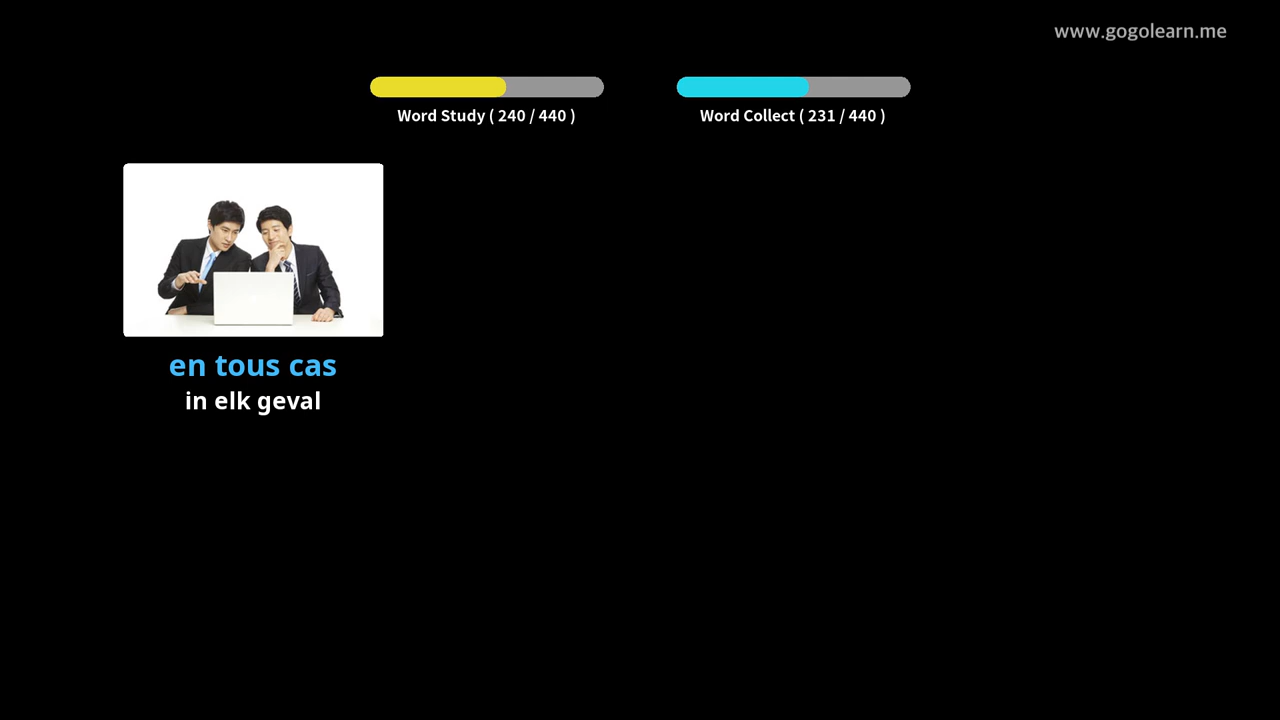 www.gogolearn.me
Word Study ( 240 / 440 )
Word Collect ( 231 / 440 )
en tous cas
in elk geval